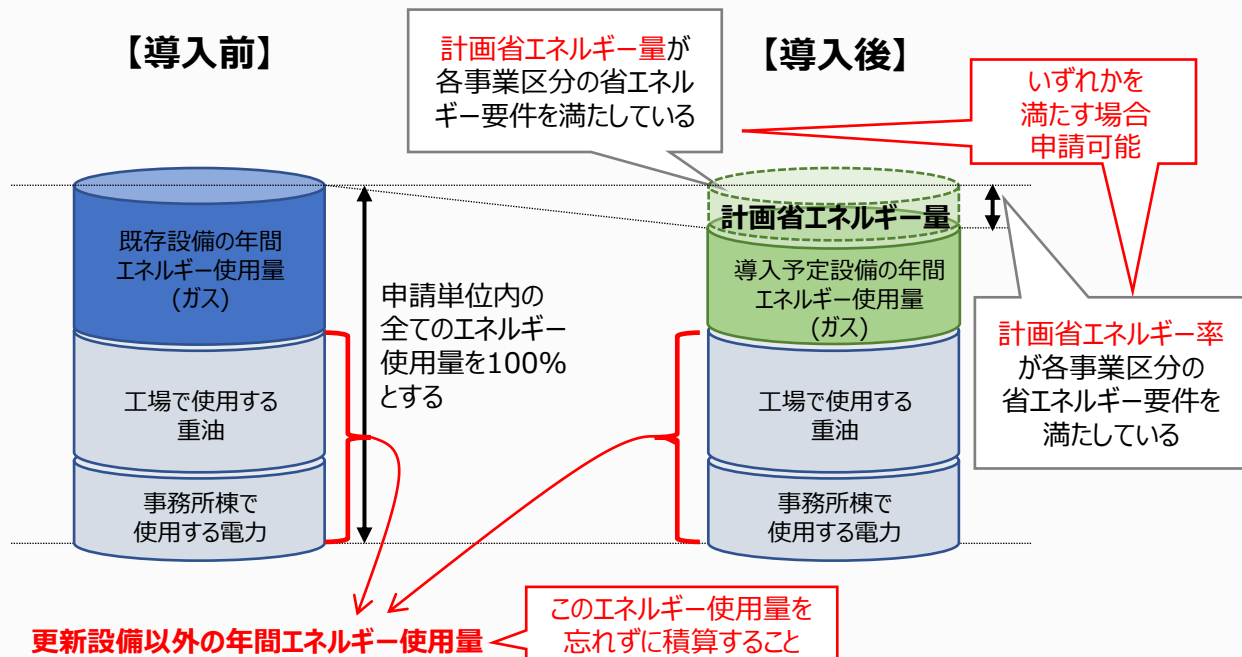 【導入前】
計画省エネルギー量が
各事業区分の省エネル
ギー要件を満たしている
【導入後】
いずれかを
満たす場合
申請可能
既存設備の年間
エネルギー使用量
(ガス)
工場で使用する
重油
事務所棟で
使用する電力
申請単位内の
全てのエネルギー
使用量を100%
とする
計画省エネルギー量
導入予定設備の年間
エネルギー使用量
(ガス)
工場で使用する
重油
事務所棟で
使用する電力
計画省エネルギー率
が各事業区分の
省エネルギー要件を
満たしている
更新設備以外の年間エネルギー使用量
このエネルギー使用量を
忘れずに積算すること